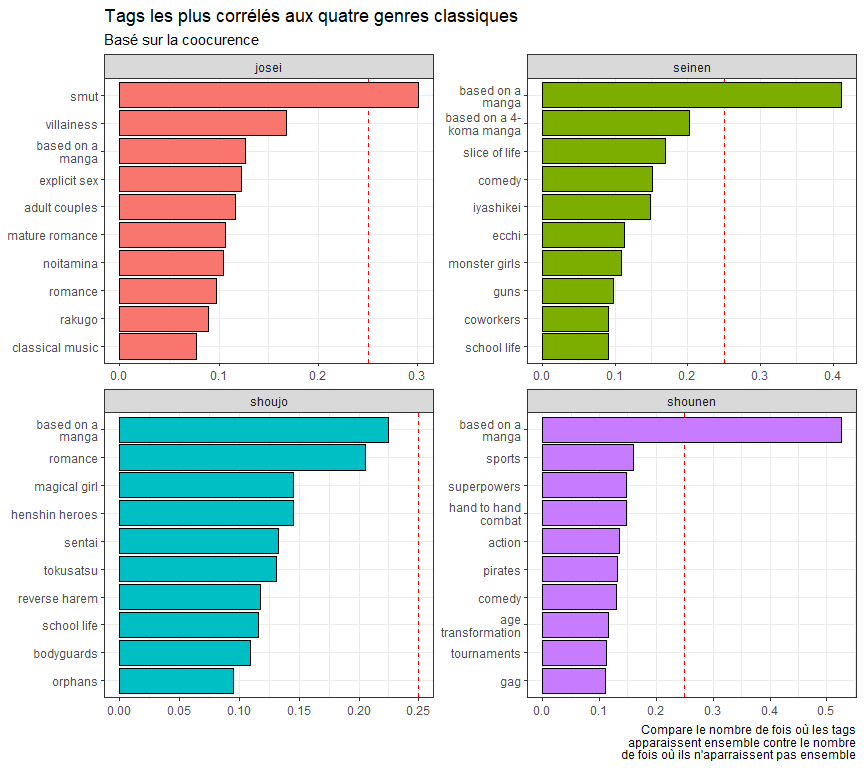 Tags les plus corrélés aux quatre genres classiques
Basé sur la coocurence
josei
smut
villainess
based on a
manga
explicit sex
adult couples
mature romance
noitamina
romance
rakugo
classical music
0.0
0.1
0.2
0.3
seinen
based on a
manga
based on a 4-
koma manga
slice of life
comedy
iyashikei
ecchi
monster girls
guns
coworkers
school life
0.0
0.1
0.2
0.3
0.4
shoujo
based on a
manga
romance
magical girl
henshin heroes
sentai
tokusatsu
reverse harem
school life
bodyguards
orphans
0.00
0.05
0.10
0.15
0.20
0.25
shounen
based on a
manga
sports
superpowers
hand to hand
combat
action
pirates
comedy
age
transformation
tournaments
gag
0.0
0.1
0.2
0.3
0.4
0.5
Compare le nombre de fois où les tags
apparaissent ensemble contre le nombre
de fois où ils n'aparraissent pas ensemble